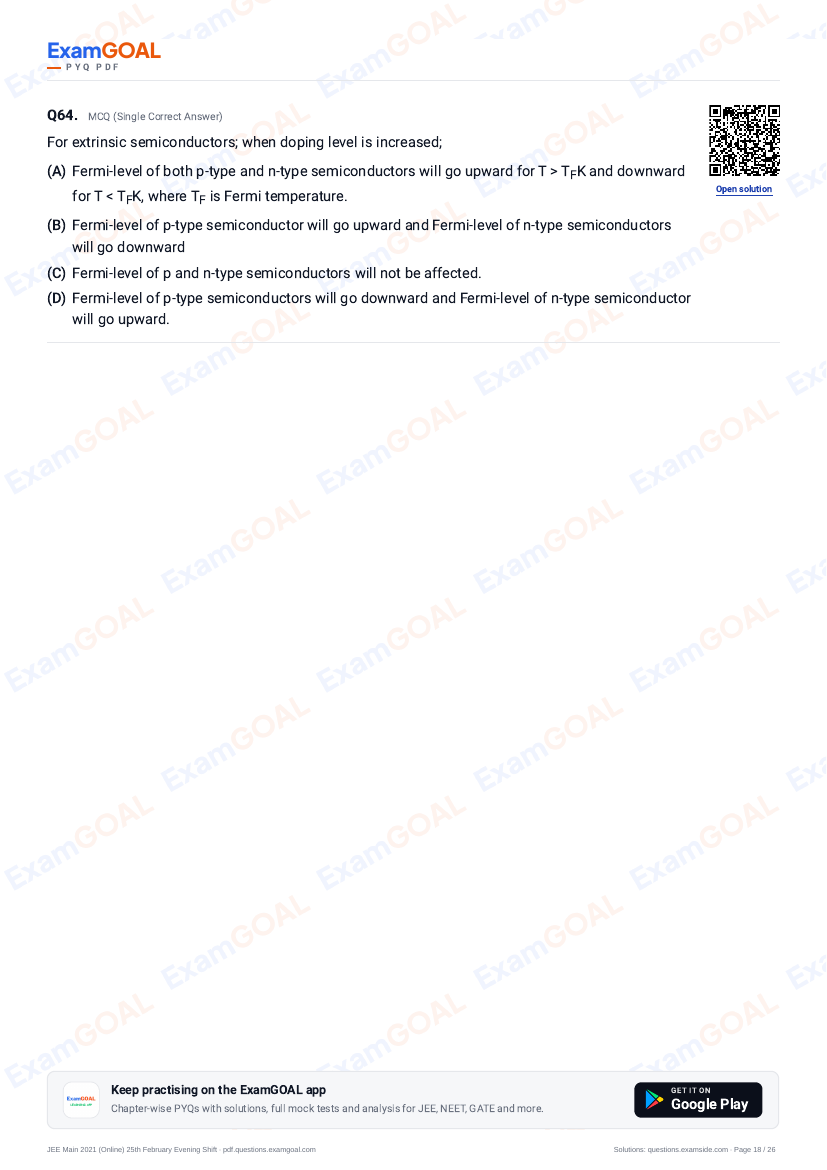 ExamGOAL
PYQ PDF
Q64. MCQ (Single Correct Answer)
For extrinsic semiconductors; when doping level is increased;
(A) Fermi-level of both p-type and n-type semiconductors will go upward for T > TFK and downward
for T < TFK, where TF is Fermi temperature.
Open solution
(B) Fermi-level of p-type semiconductor will go upward and Fermi-level of n-type semiconductors
will go downward
(C) Fermi-level of p and n-type semiconductors will not be affected.
(D) Fermi-level of p-type semiconductors will go downward and Fermi-level of n-type semiconductor
will go upward.
ExamGOAL
Keep practising on the ExamGOAL app
Chapter-wise PYQs with solutions, full mock tests and analysis for JEE, NEET, GATE and more.
GET IT ON
Google Play
JEE Main 2021 (Online) 25th February Evening Shift · pdf.questions.examgoal.com
Solutions: questions.examside.com · Page 18 / 26